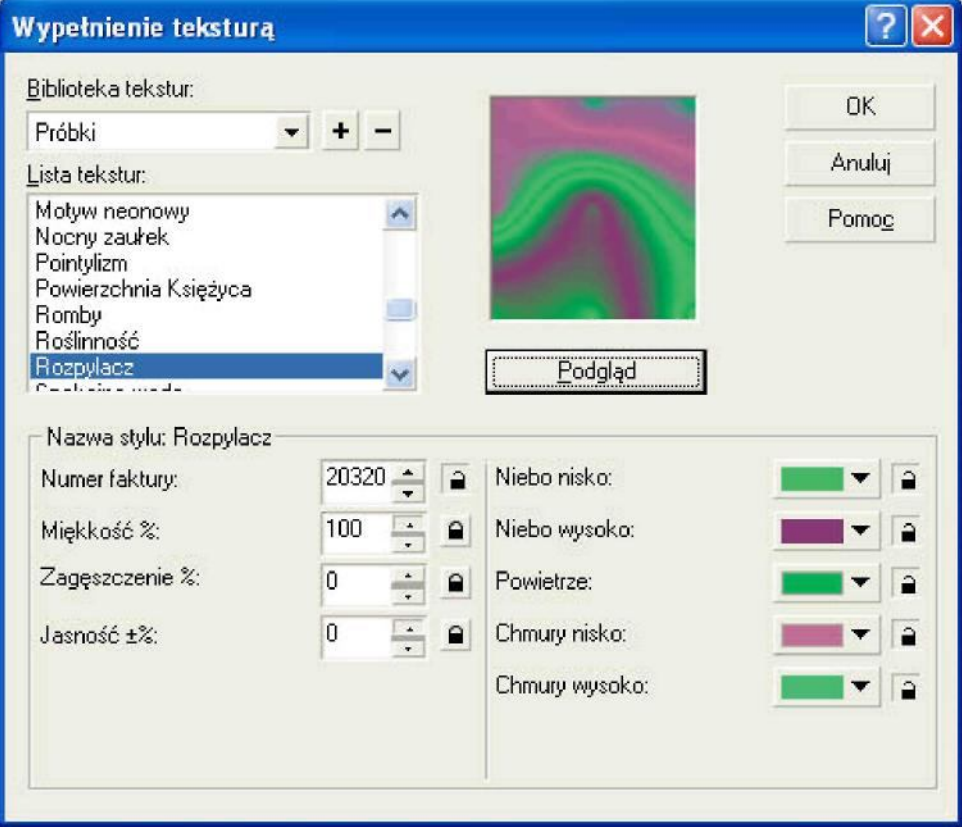 Wypełnienie teksturą
Biblioteka tekstur:
Próbki
Lista tekstur:
Motyw neonowy
Nocny zaułek
Pointylizm
Powierzchnia Księżyca
Romby
Roślinność
Rozpylacz
OK
Anuluj
Pomoc
Podgląd
Nazwa stylu: Rozpylacz
Numer faktury: 20320
Miękkość %: 100
Zagęszczenie %: 0
Jasność ±%: 0
Niebo nisko:
Niebo wysoko:
Powietrze:
Chmury nisko:
Chmury wysoko: